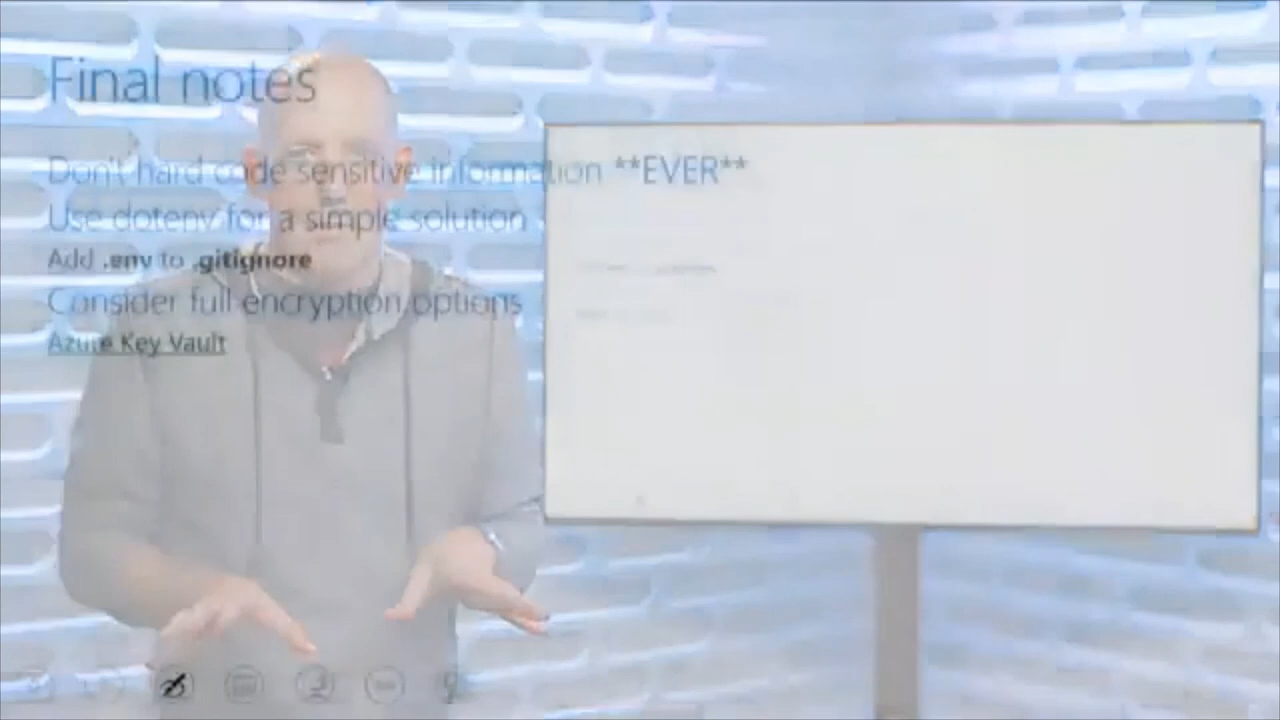 Final notes
Don't hard code sensitive information **EVER**
Use dotenv for a simple solution
Add .env to .gitignore
Consider full encryption options
Azure Key Vault